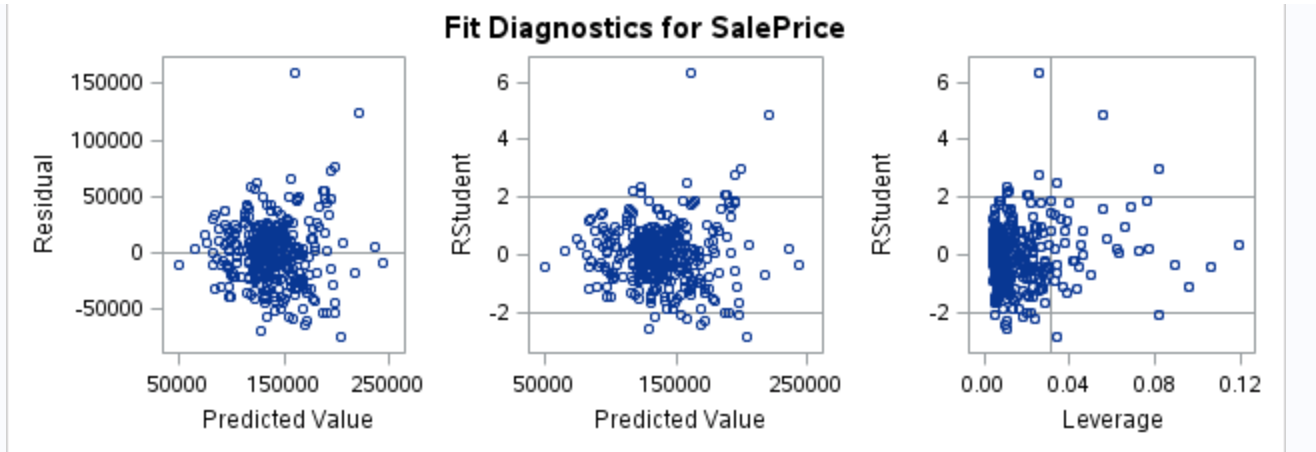 Fit Diagnostics for SalePrice
150000
100000
50000
0
-50000
Residual
50000 150000 250000
Predicted Value
6
4
2
0
-2
RStudent
50000 150000 250000
Predicted Value
6
4
2
0
-2
RStudent
0.00 0.04 0.08 0.12
Leverage